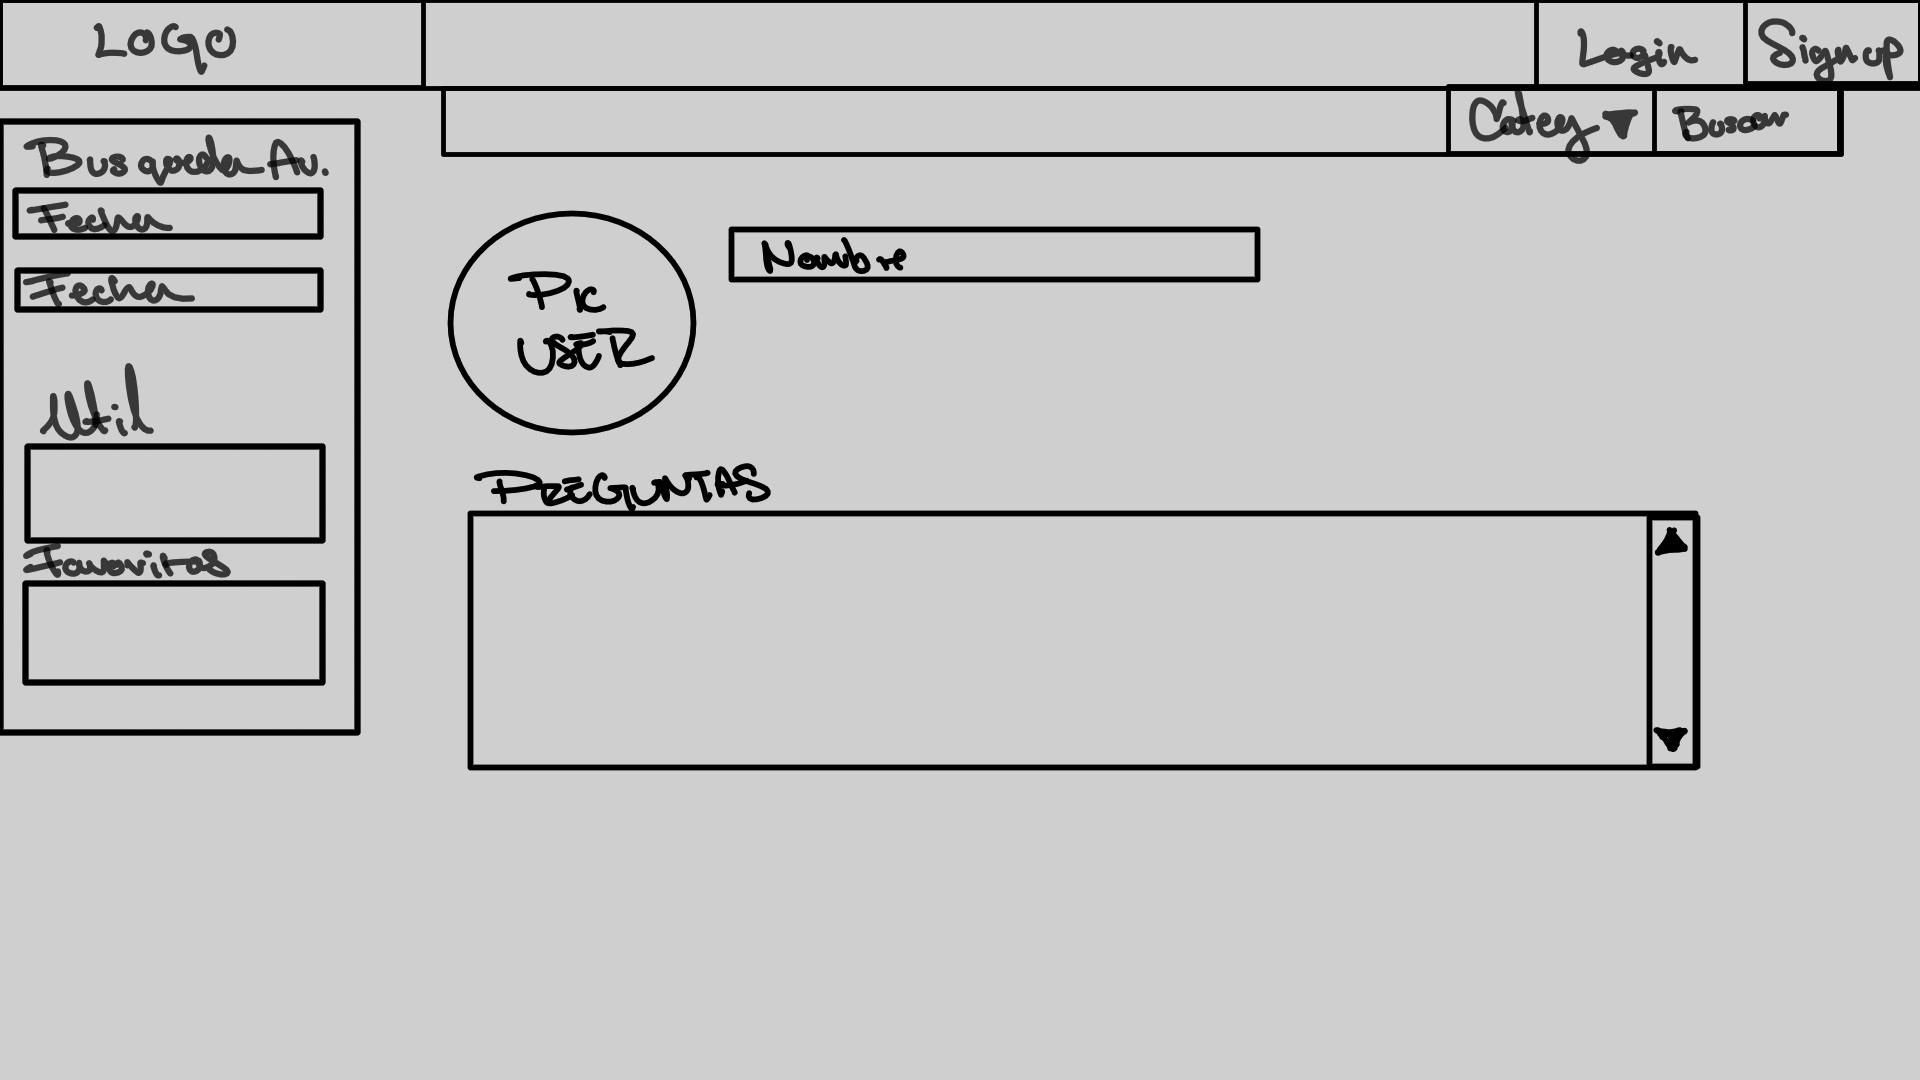 LOGO
Login
Signup
Categ
Buscar
Busqueda Av.
Fecha
Fecha
Util
Favoritos
Pic
USER
Nombre
PREGUNTAS